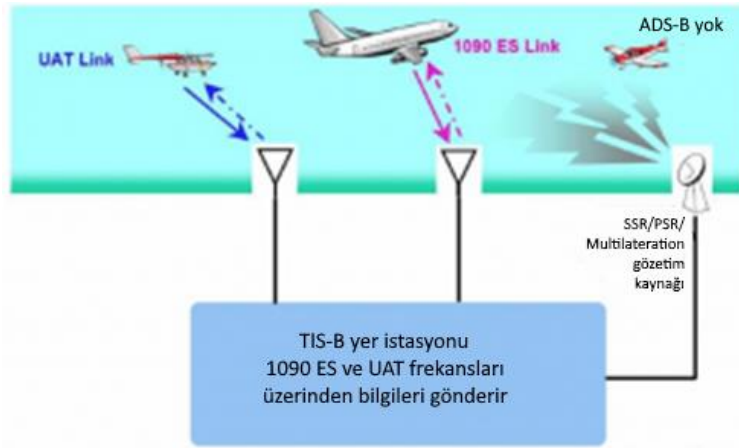 ADS-B yok
1090 ES Link
UAT Link
SSR/PSR/
Multilateration
gözetim
kaynağı
TIS-B yer istasyonu
1090 ES ve UAT frekansları
üzerinden bilgileri gönderir